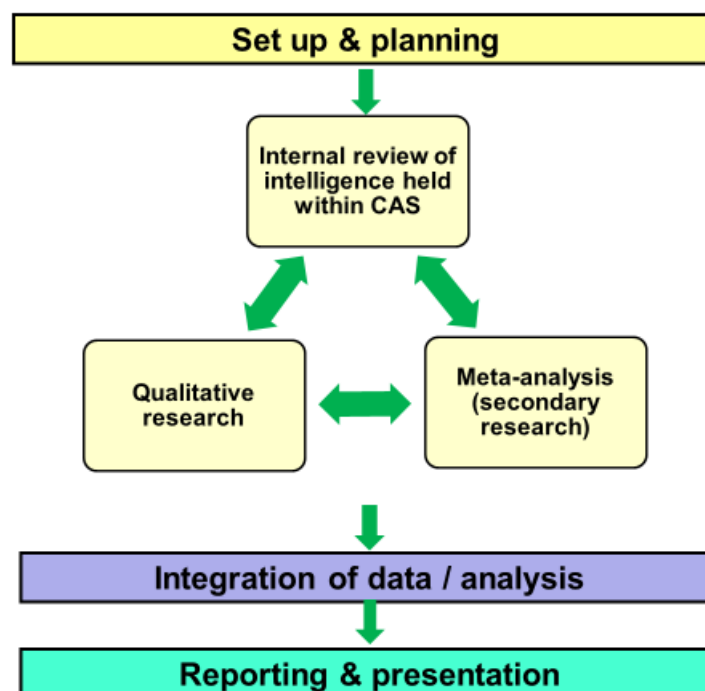 Set up & planning
Internal review of
intelligence held
within CAS
Qualitative
research
Meta-analysis
(secondary
research)
Integration of data / analysis
Reporting & presentation